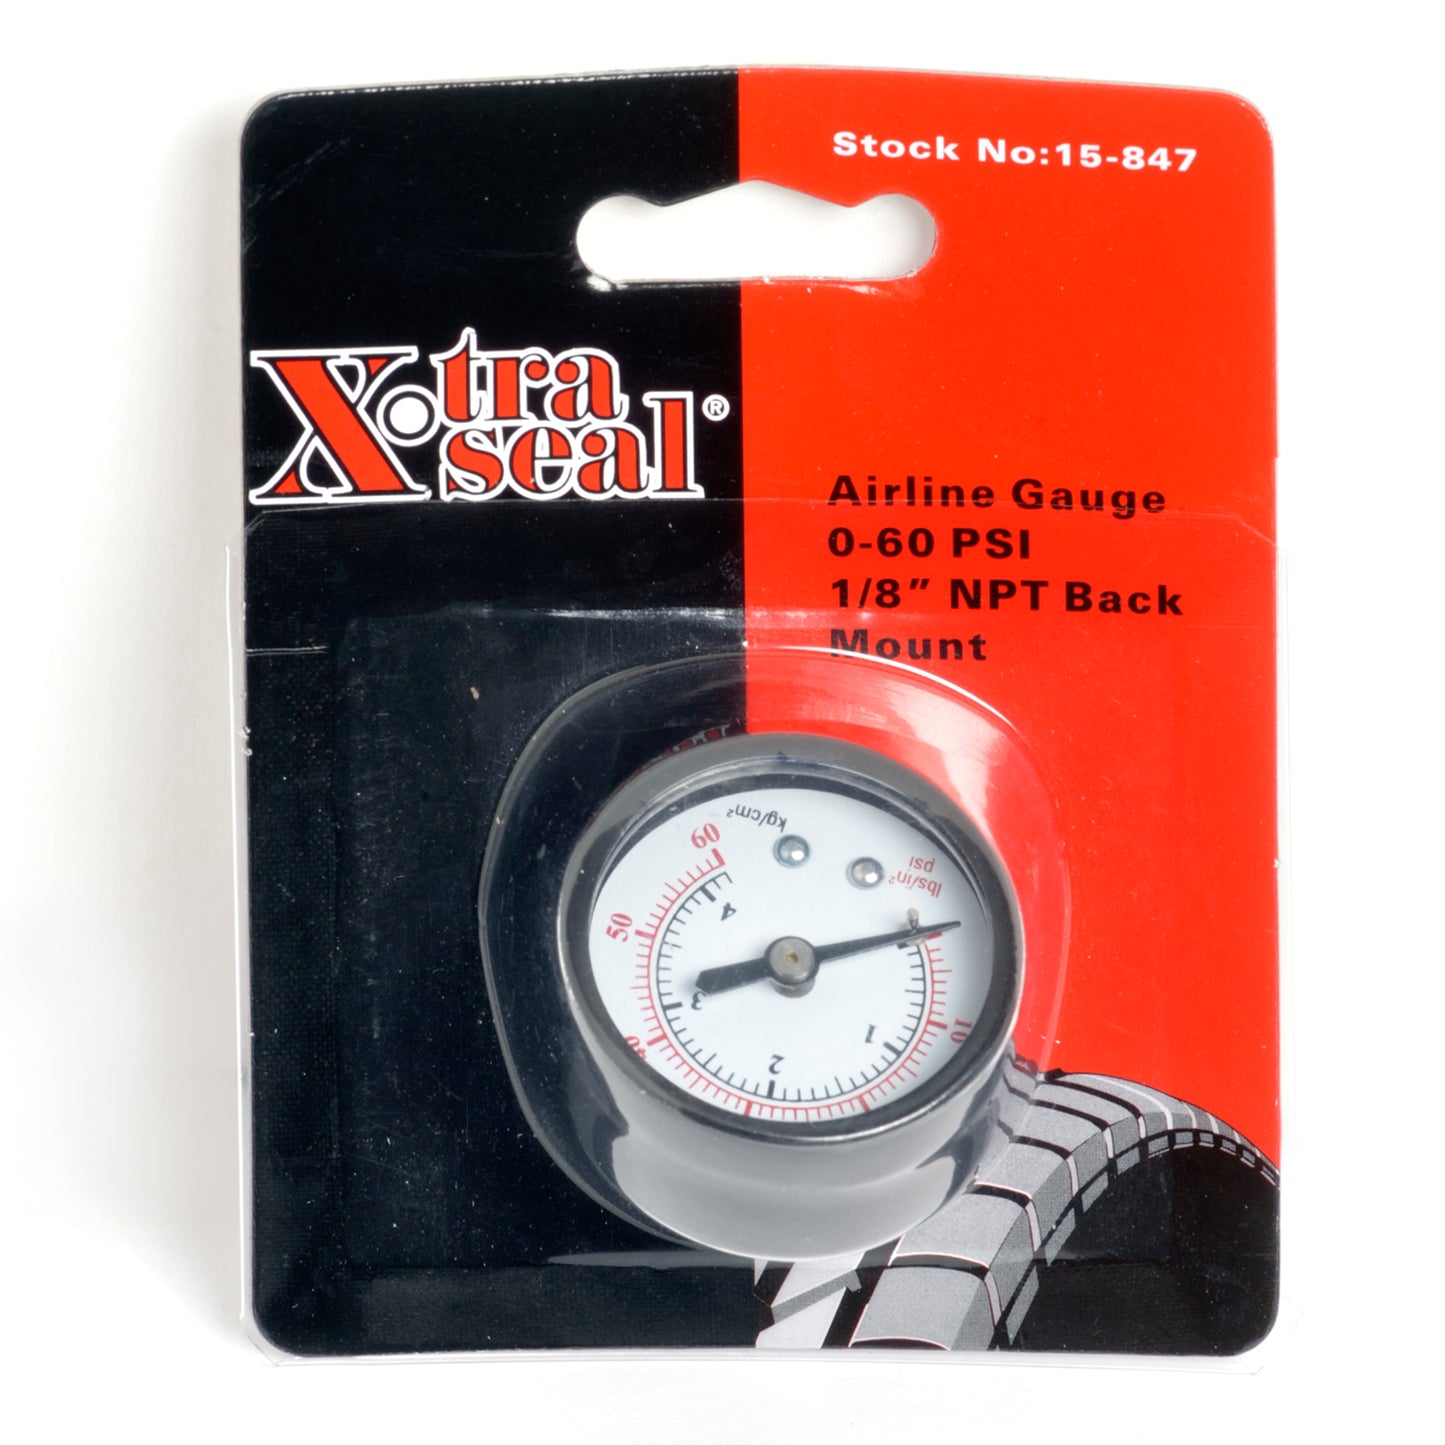 Stock No:15-847
X·tra
seal®
Airline Gauge
0-60 PSI
1/8” NPT Back
Mount
kg/cm²
lbs/in²
psi
60
50
40
10
4
3
2
1